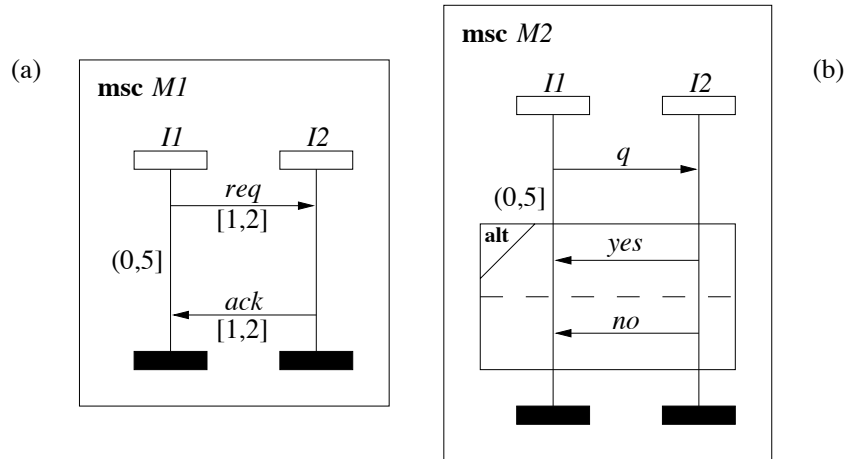 (a)
msc M1
I1 I2
req
[1,2]
(0,5]
ack
[1,2]
msc M2
(b)
I1 I2
q
(0,5]
alt
yes
no